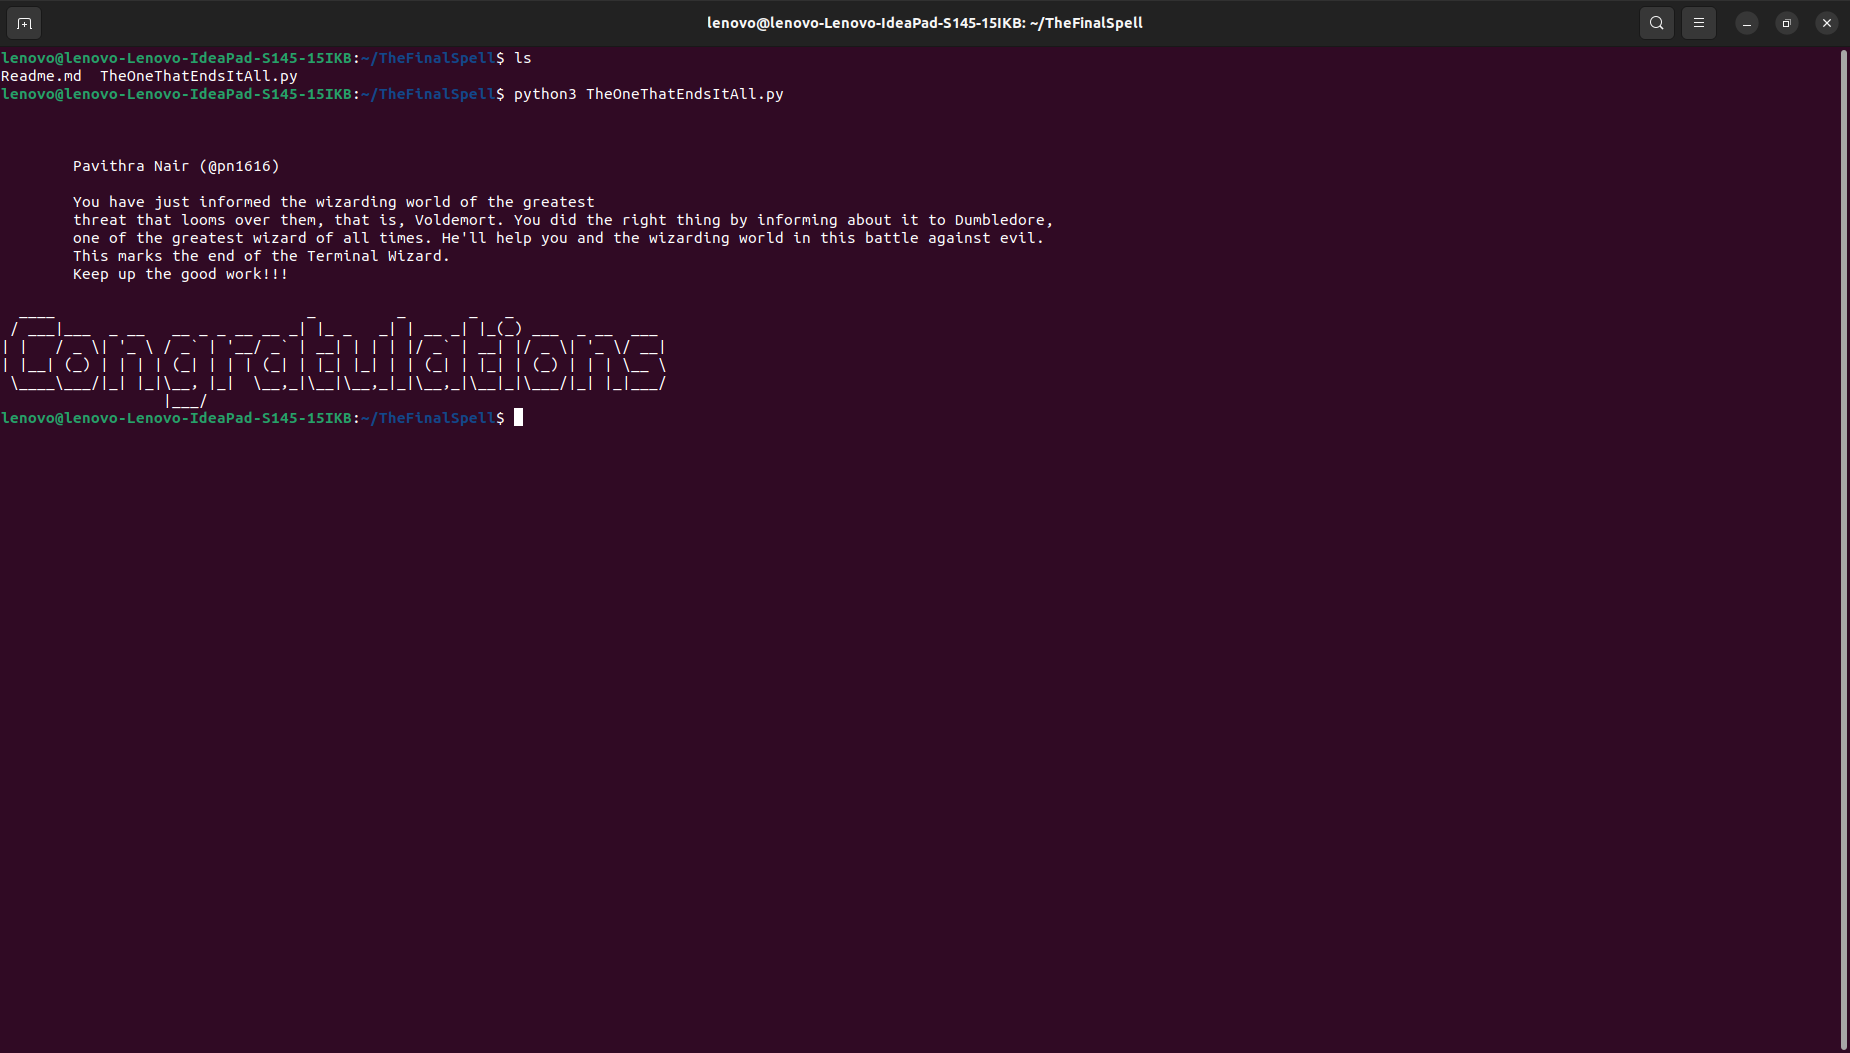 lenovo@lenovo-Lenovo-IdeaPad-S145-15IKB: ~/TheFinalSpell
lenovo@lenovo-Lenovo-IdeaPad-S145-15IKB:~/TheFinalSpell$ ls
Readme.md  TheOneThatEndsItAll.py
lenovo@lenovo-Lenovo-IdeaPad-S145-15IKB:~/TheFinalSpell$ python3 TheOneThatEndsItAll.py
Pavithra Nair (@pn1616)
You have just informed the wizarding world of the greatest
threat that looms over them, that is, Voldemort. You did the right thing by informing about it to Dumbledore,
one of the greatest wizard of all times. He'll help you and the wizarding world in this battle against evil.
This marks the end of the Terminal Wizard.
Keep up the good work!!!
Congratulations
lenovo@lenovo-Lenovo-IdeaPad-S145-15IKB:~/TheFinalSpell$